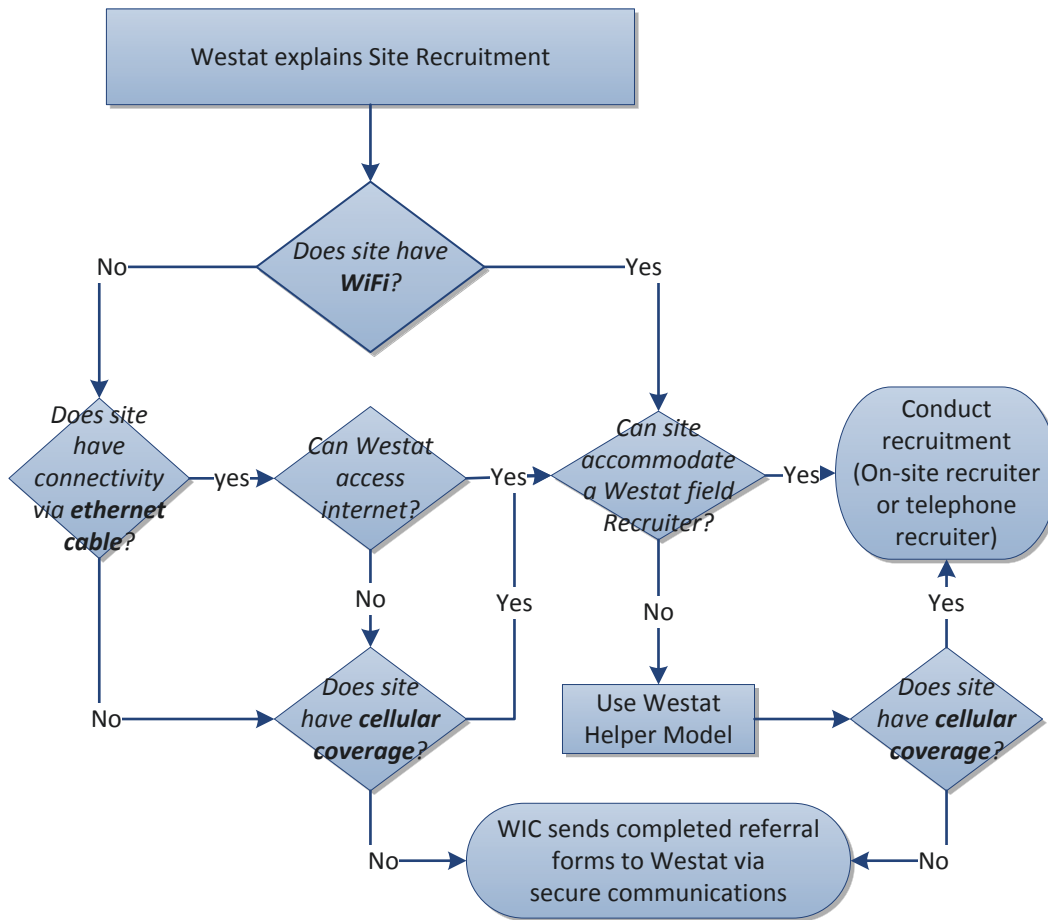 Westat explains Site Recruitment
Does site have
WiFi?
No
Yes
Does site
have
connectivity
via ethernet
cable?
yes
Can Westat
access
internet?
Yes
Can site
accommodate
a Westat field
Recruiter?
Yes
Conduct
recruitment
(On-site recruiter
or telephone
recruiter)
No
Yes
No
Yes
No
Does site
have cellular
coverage?
Use Westat
Helper Model
Does site
have cellular
coverage?
No
WIC sends completed referral
forms to Westat via
secure communications
No